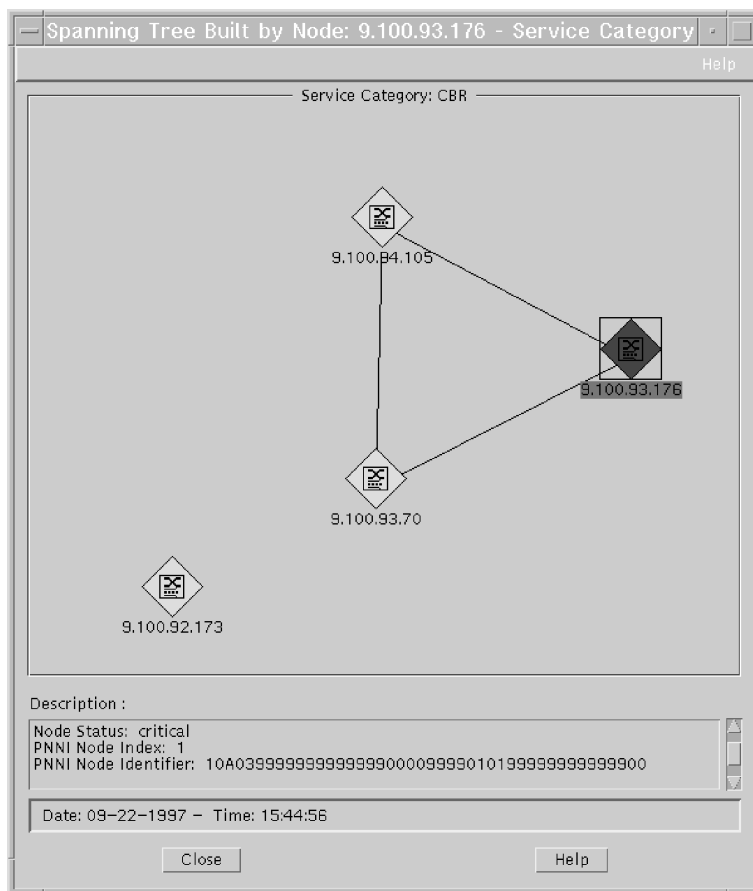 Spanning Tree Built by Node: 9.100.93.176 - Service Category
Help
Service Category: CBR
9.100.94.105
9.100.93.176
9.100.93.70
9.100.92.173
Description :
Node Status: critical
PNNI Node Index: 1
PNNI Node Identifier: 10A03999999999999900009999010199999999999900
Date: 09-22-1997 - Time: 15:44:56
Close
Help